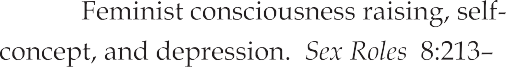 Feminist consciousness raising, self-
concept, and depression. Sex Roles 8:213–